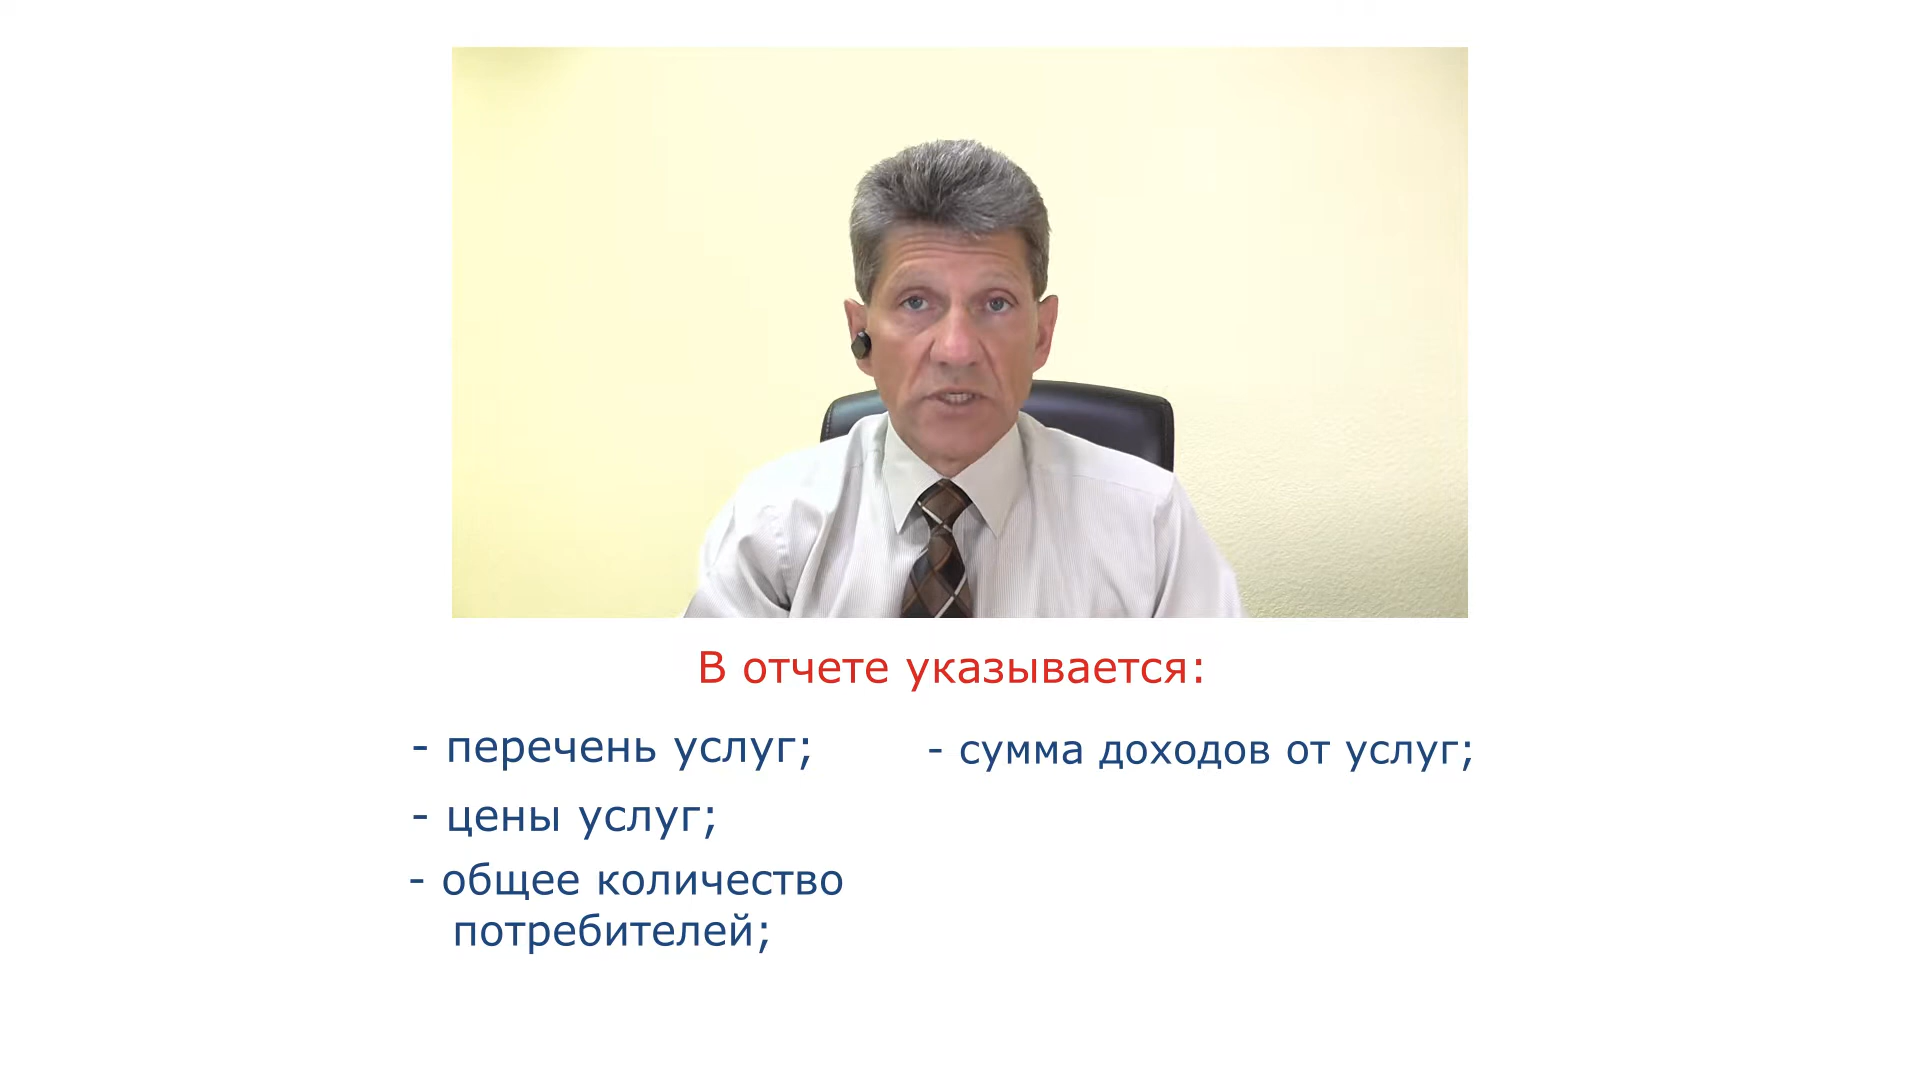 В отчете указывается:
- перечень услуг;
- цены услуг;
- общее количество
потребителей;
- сумма доходов от услуг;